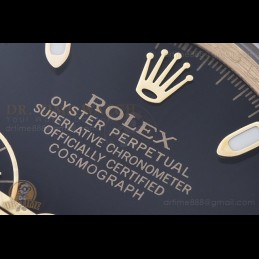 ROLEX
OYSTER PERPETUAL
SUPERLATIVE CHRONOMETER
OFFICIALLY CERTIFIED
COSMOGRAPH